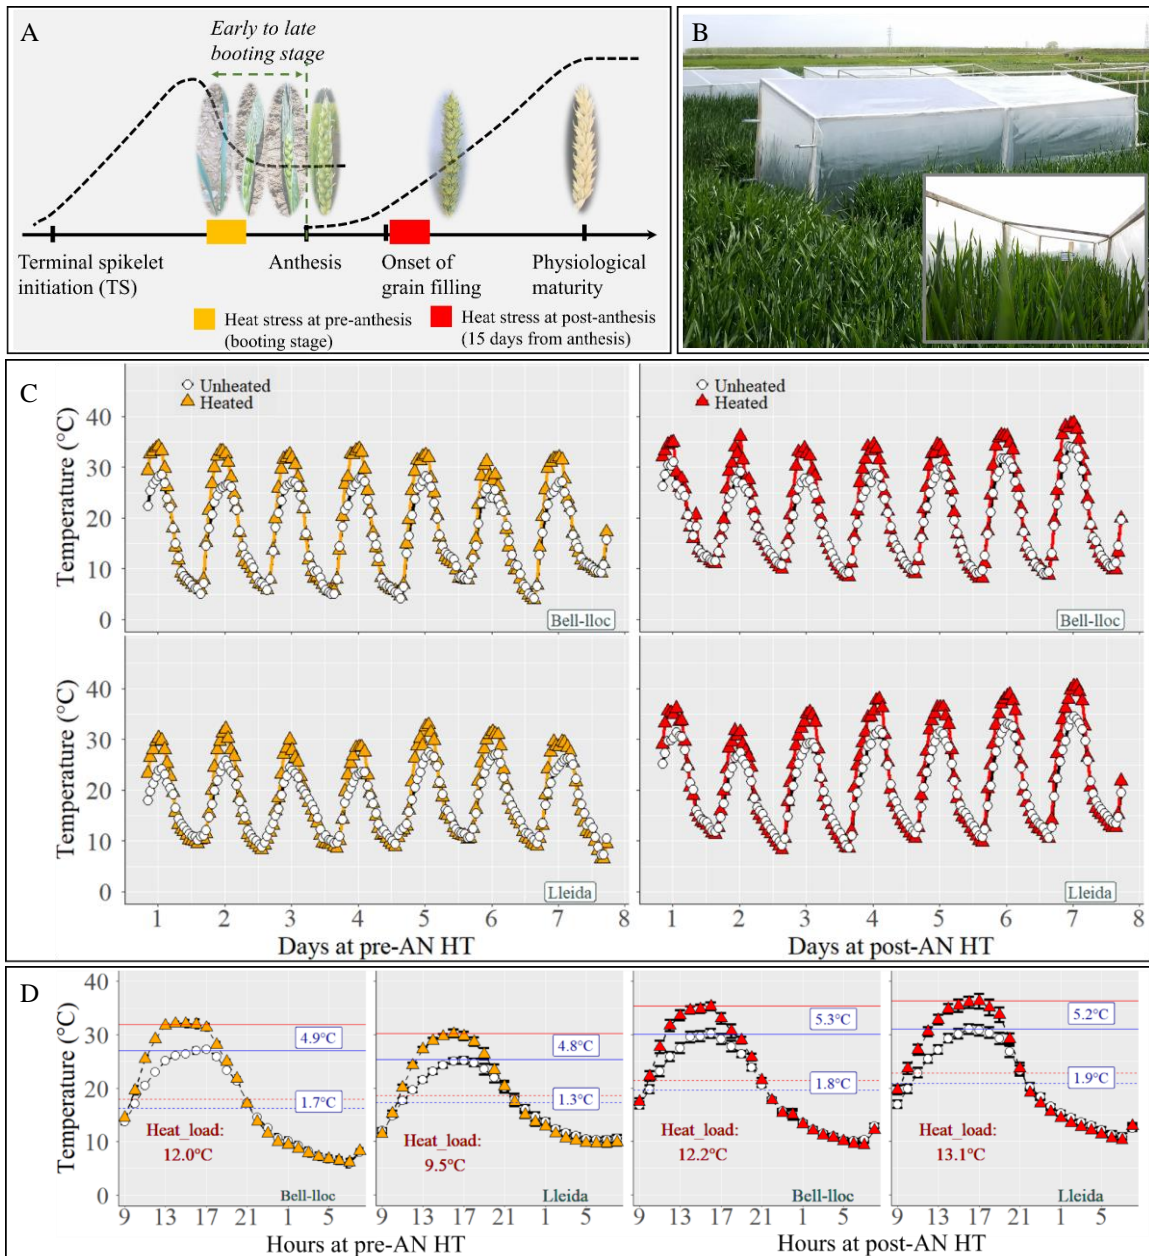 A
Early to late
booting stage
Terminal spikelet
initiation (TS)
Anthesis
Onset of
grain filling
Physiological
maturity
Heat stress at pre-anthesis
(booting stage)
Heat stress at post-anthesis
(15 days from anthesis)
B
C
Unheated
Heated
Temperature (°C)
40
30
20
10
0
Bell-lloc
Unheated
Heated
Bell-lloc
Temperature (°C)
40
30
20
10
0
Lleida
1 2 3 4 5 6 7 8
Days at pre-AN HT
Lleida
1 2 3 4 5 6 7 8
Days at post-AN HT
D
Temperature (°C)
40
30
20
10
0
4.9°C
1.7°C
Heat_load:
12.0°C
Bell-lloc
9 13 17 21 1 5
4.8°C
1.3°C
Heat_load:
9.5°C
Lleida
9 13 17 21 1 5
Hours at pre-AN HT
5.3°C
1.8°C
Heat_load:
12.2°C
Bell-lloc
9 13 17 21 1 5
5.2°C
1.9°C
Heat_load:
13.1°C
Lleida
9 13 17 21 1 5
Hours at post-AN HT